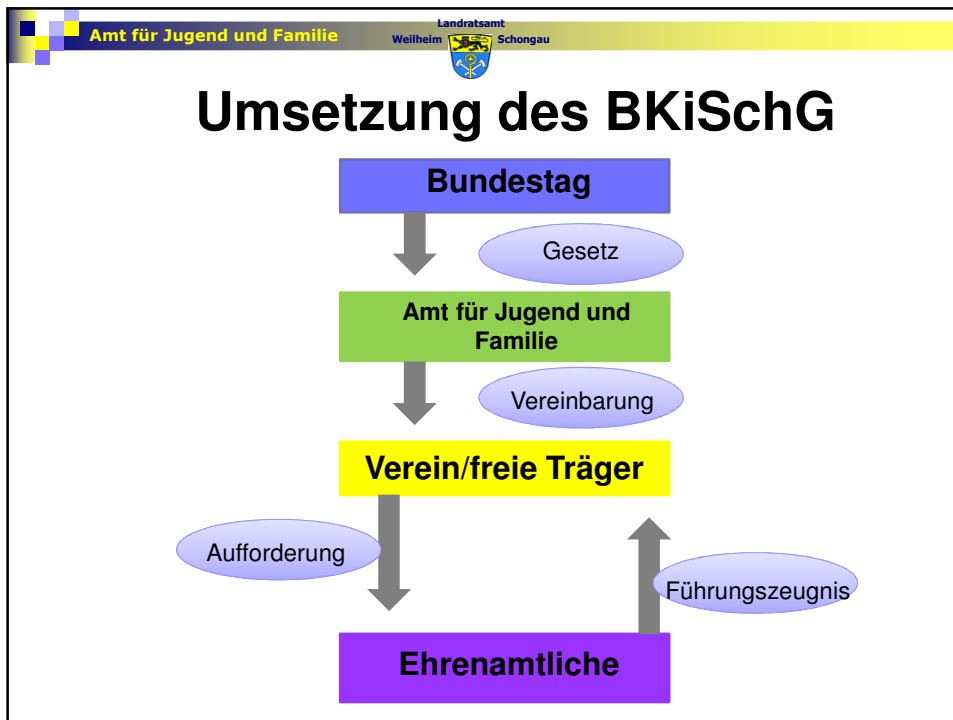 Landratsamt
Amt für Jugend und Familie
Weilheim Schongau
Umsetzung des BKiSchG
Bundestag
Gesetz
Amt für Jugend und
Familie
Vereinbarung
Verein/freie Träger
Aufforderung
Führungszeugnis
Ehrenamtliche